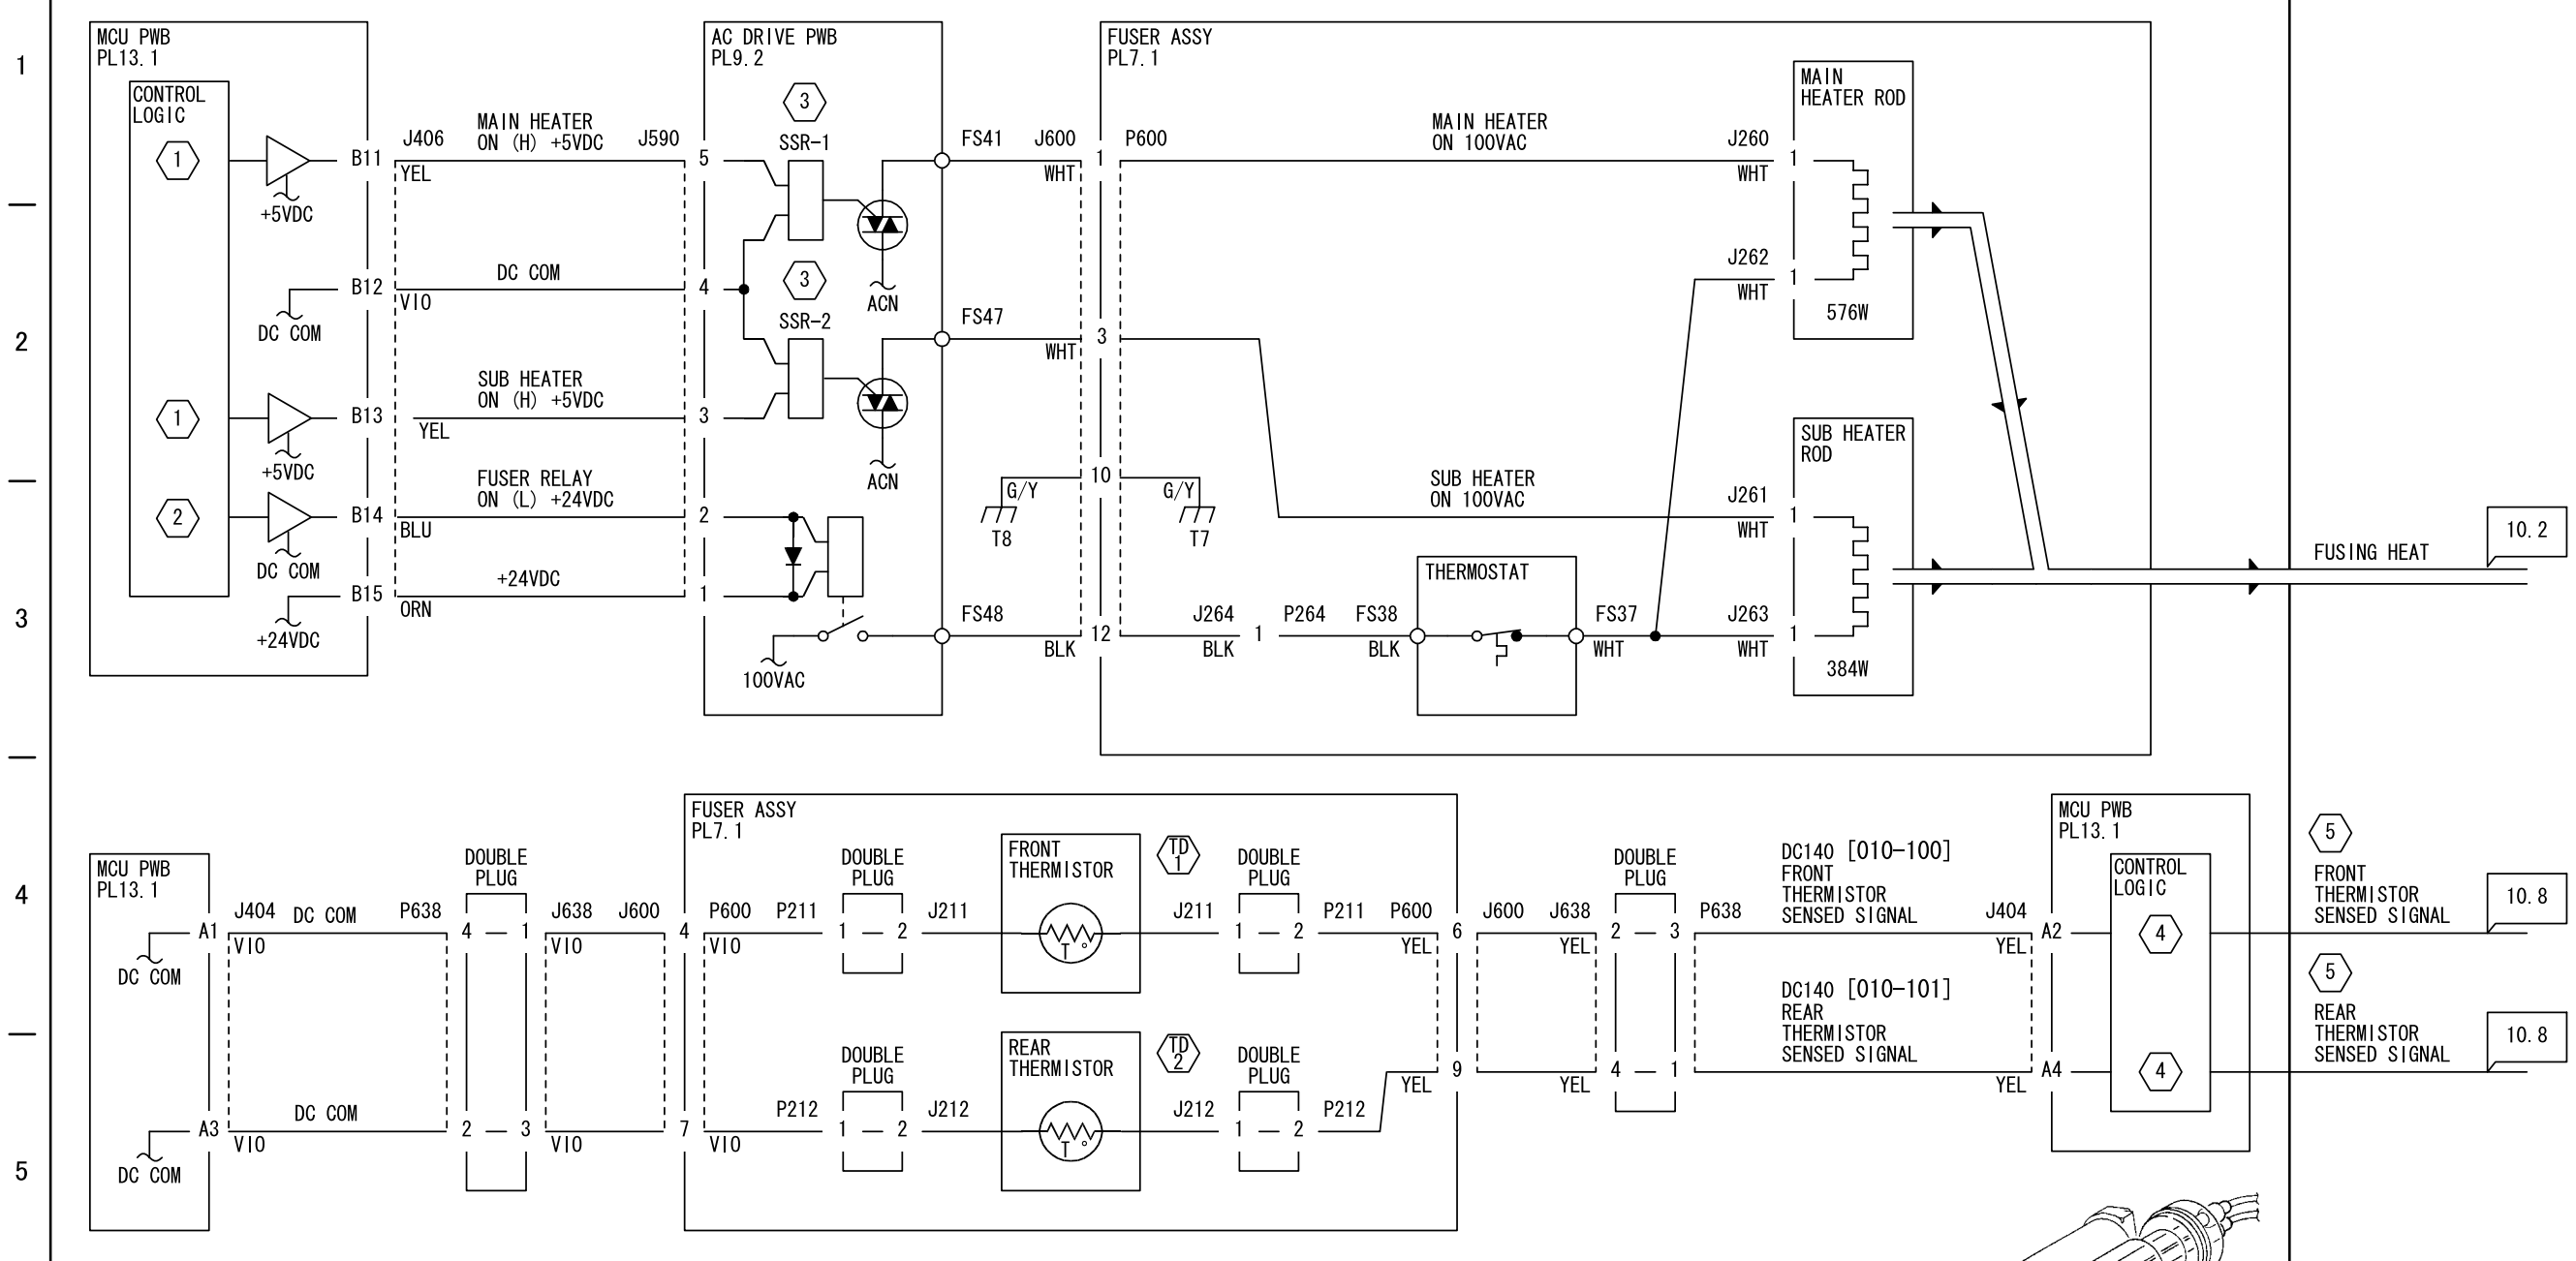 1
2
3
4
5
MCU PWB
PL13.1
CONTROL
LOGIC
1
+5VDC
B11
DC COM
B12
1
+5VDC
B13
2
DC COM
B14
+24VDC
B15
J406
YEL
MAIN HEATER
ON (H) +5VDC
J590
VIO
DC COM
YEL
SUB HEATER
ON (H) +5VDC
BLU
FUSER RELAY
ON (L) +24VDC
ORN
+24VDC
AC DRIVE PWB
PL9.2
3
SSR-1
5
4
3
SSR-2
3
2
1
ACN
ACN
100VAC
FS41
J600
WHT
FS47
WHT
G/Y
T8
FS48
BLK
FUSER ASSY
PL7.1
1
P600
3
10
12
G/Y
T7
MAIN HEATER
ON 100VAC
J260
WHT
J262
WHT
MAIN
HEATER ROD
1
1
576W
SUB HEATER
ON 100VAC
J261
WHT
SUB HEATER
ROD
1
1
384W
J264
BLK
1
P264
FS38
BLK
THERMOSTAT
FS37
WHT
J263
WHT
FUSING HEAT
10.2
MCU PWB
PL13.1
A1
DC COM
A3
DC COM
J404
VIO
DC COM
P638
VIO
DC COM
DOUBLE
PLUG
4 — 1
2 — 3
J638
VIO
J600
VIO
FUSER ASSY
PL7.1
4
7
P600
VIO
VIO
P211
DOUBLE
PLUG
1 — 2
J211
FRONT
THERMISTOR
T°
TD
1
J211
DOUBLE
PLUG
1 — 2
P211
P600
YEL
6
P212
DOUBLE
PLUG
1 — 2
J212
REAR
THERMISTOR
T°
TD
2
J212
DOUBLE
PLUG
1 — 2
P212
YEL
9
J600
J638
YEL
YEL
DOUBLE
PLUG
2 — 3
4 — 1
P638
DC140 [010-100]
FRONT
THERMISTOR
SENSED SIGNAL
J404
YEL
DC140 [010-101]
REAR
THERMISTOR
SENSED SIGNAL
YEL
MCU PWB
PL13.1
CONTROL
LOGIC
A2
4
A4
4
5
FRONT
THERMISTOR
SENSED SIGNAL
10.8
5
REAR
THERMISTOR
SENSED SIGNAL
10.8